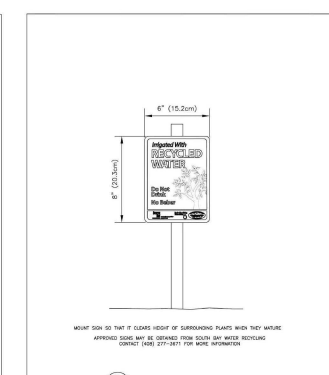 6" (15.2cm)
8" (20.3cm)
Irrigated With
RECYCLED
WATER
Do Not
Drink
No Beber
MOUNT SIGN SO THAT IT CLEARS HEIGHT OF SURROUNDING PLANTS WHEN THEY MATURE
APPROVED SIGNS MAY BE OBTAINED FROM SOUTH BAY WATER RECYCLING
CONTACT (408) 277-3671 FOR MORE INFORMATION